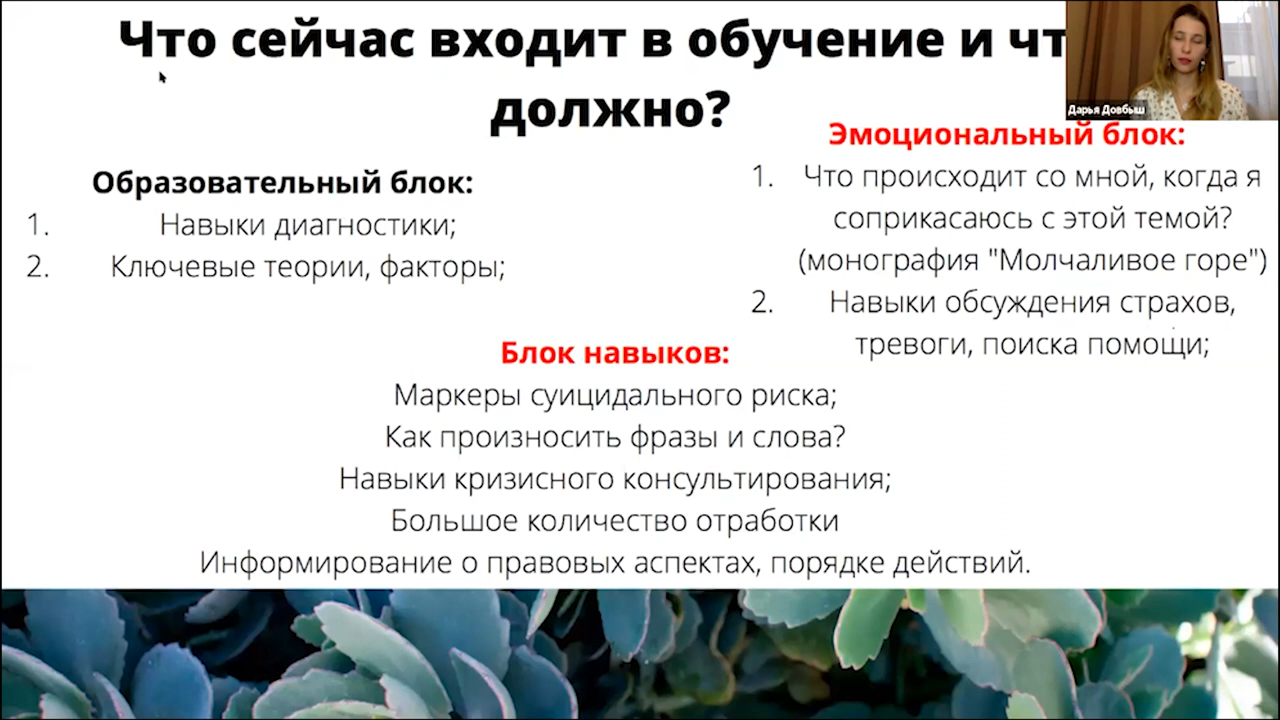 Что сейчас входит в обучение и чт
должно?
Дарья Довбыш
Образовательный блок:
1. Навыки диагностики;
2. Ключевые теории, факторы;
Эмоциональный блок:
1. Что происходит со мной, когда я
соприкасаюсь с этой темой?
(монография "Молчаливое горе")
2. Навыки обсуждения страхов,
тревоги, поиска помощи;
Блок навыков:
Маркеры суицидального риска;
Как произносить фразы и слова?
Навыки кризисного консультирования;
Большое количество отработки
Информирование о правовых аспектах, порядке действий.